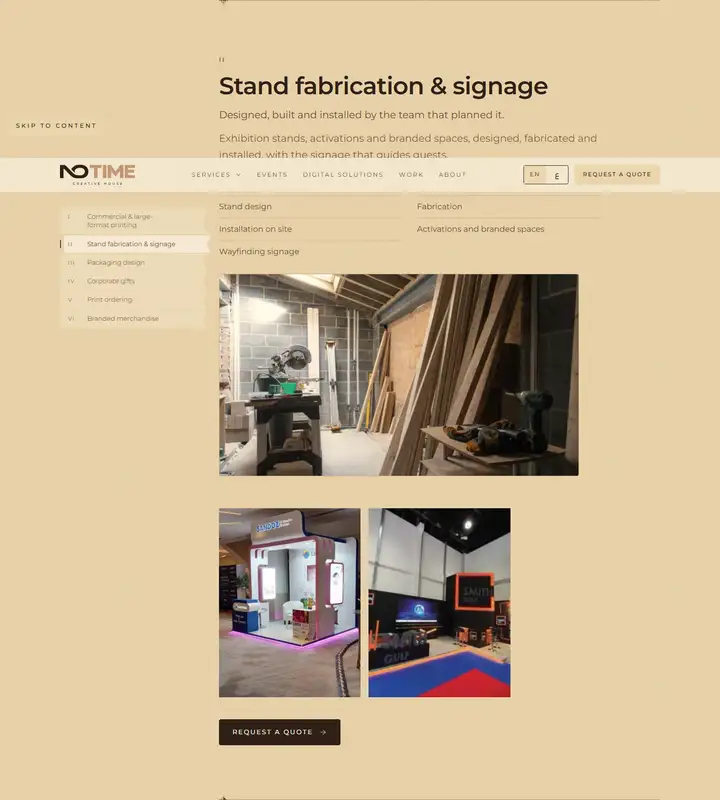 II
Stand fabrication & signage
Designed, built and installed by the team that planned it.
SKIP TO CONTENT
Exhibition stands, activations and branded spaces, designed, fabricated and
installed, with the signage that guides guests.
NOTIME
CREATIVE HOUSE
SERVICES
EVENTS
DIGITAL SOLUTIONS
WORK
ABOUT
EN
ع
REQUEST A QUOTE
I Commercial & large-
format printing
II Stand fabrication & signage
III Packaging design
IV Corporate gifts
V Print ordering
VI Branded merchandise
Stand design
Fabrication
Installation on site
Activations and branded spaces
Wayfinding signage
GULF
REQUEST A QUOTE →